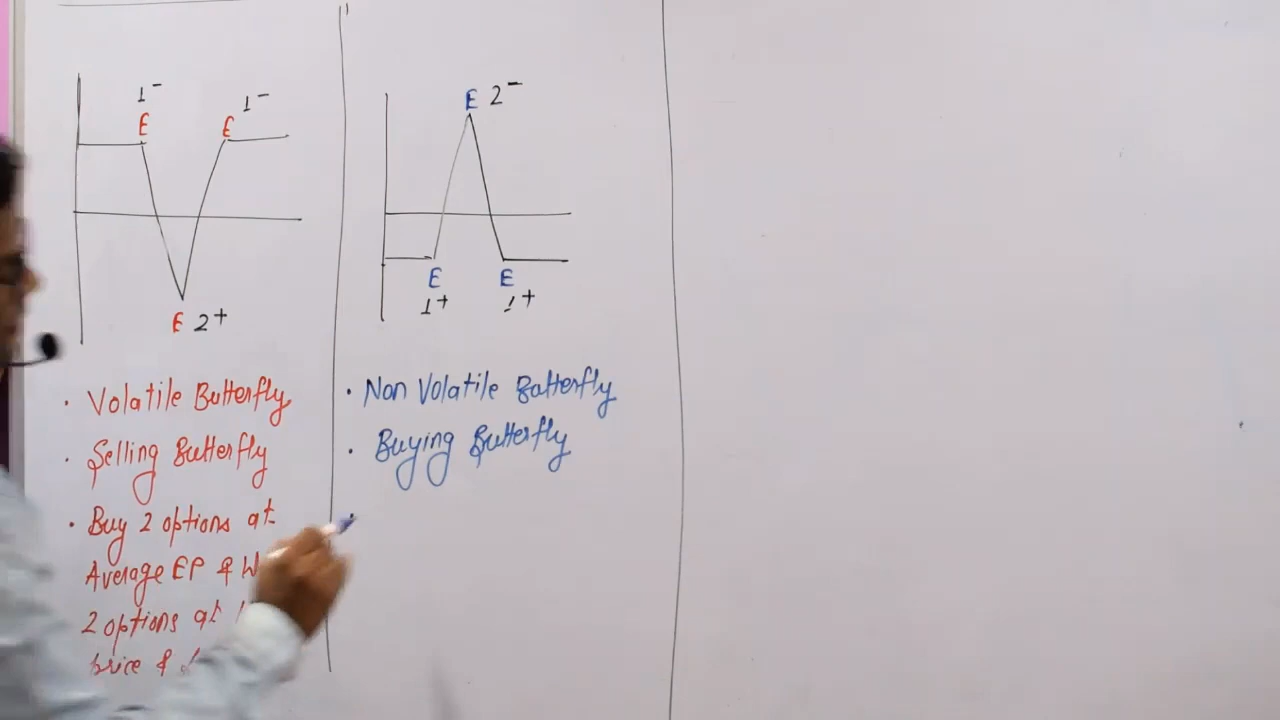 1-
1-
E
E
E 2+
E 2-
E
E
1+
1+
• Volatile Butterfly
• Selling Butterfly
• Buy 2 options at
Average EP &
2 options at
price &
• Non Volatile Butterfly
• Buying Butterfly
•